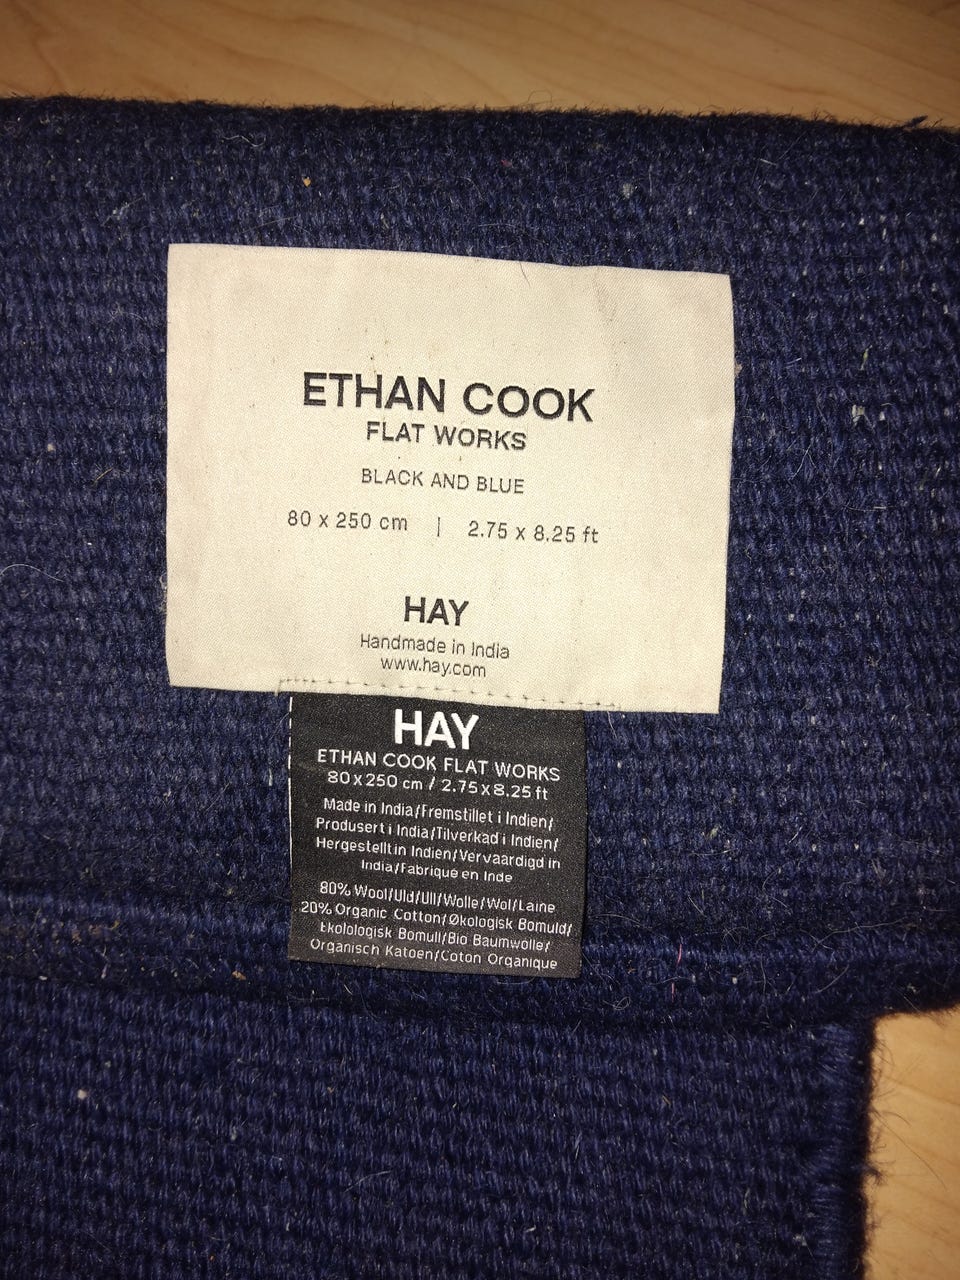 ETHAN COOK
FLAT WORKS
BLACK AND BLUE
80 x 250 cm | 2.75 x 8.25 ft
HAY
Handmade in India
www.hay.com
HAY
ETHAN COOK FLAT WORKS
80 x 250 cm / 2.75 x 8.25 ft
Made in India/Fremstillet i Indien/
Produsert i India/Tilverkad i Indien/
Hergestellt in Indien/Vervaardigd in
India/Fabriqué en Inde
80% Wool/Uld/Ull/Wolle/Wol/Laine
20% Organic Cotton/Økologisk Bomuld/
Ekolologisk Bomull/Bio Baumwolle/
Organisch Katoen/Coton Organique